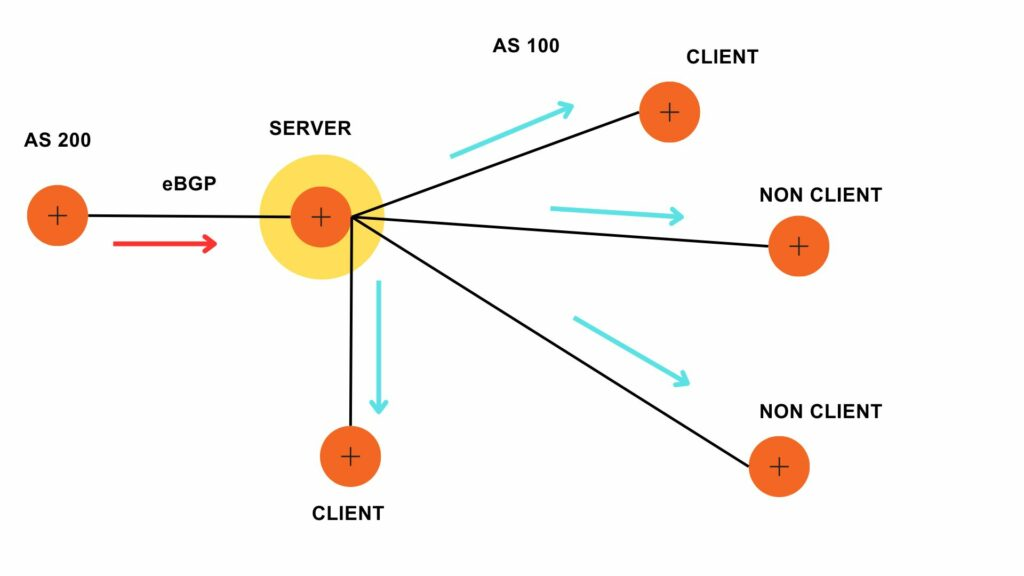 AS 100
CLIENT
SERVER
AS 200
eBGP
NON CLIENT
NON CLIENT
CLIENT